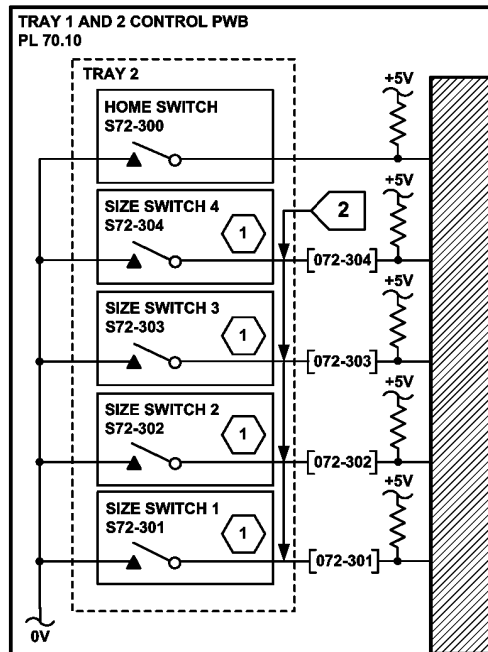 TRAY 1 AND 2 CONTROL PWB
PL 70.10
TRAY 2
+5V
HOME SWITCH
S72-300
+5V
SIZE SWITCH 4
S72-304
1
2
[072-304]
+5V
SIZE SWITCH 3
S72-303
1
[072-303]
+5V
SIZE SWITCH 2
S72-302
1
[072-302]
+5V
SIZE SWITCH 1
S72-301
1
[072-301]
0V